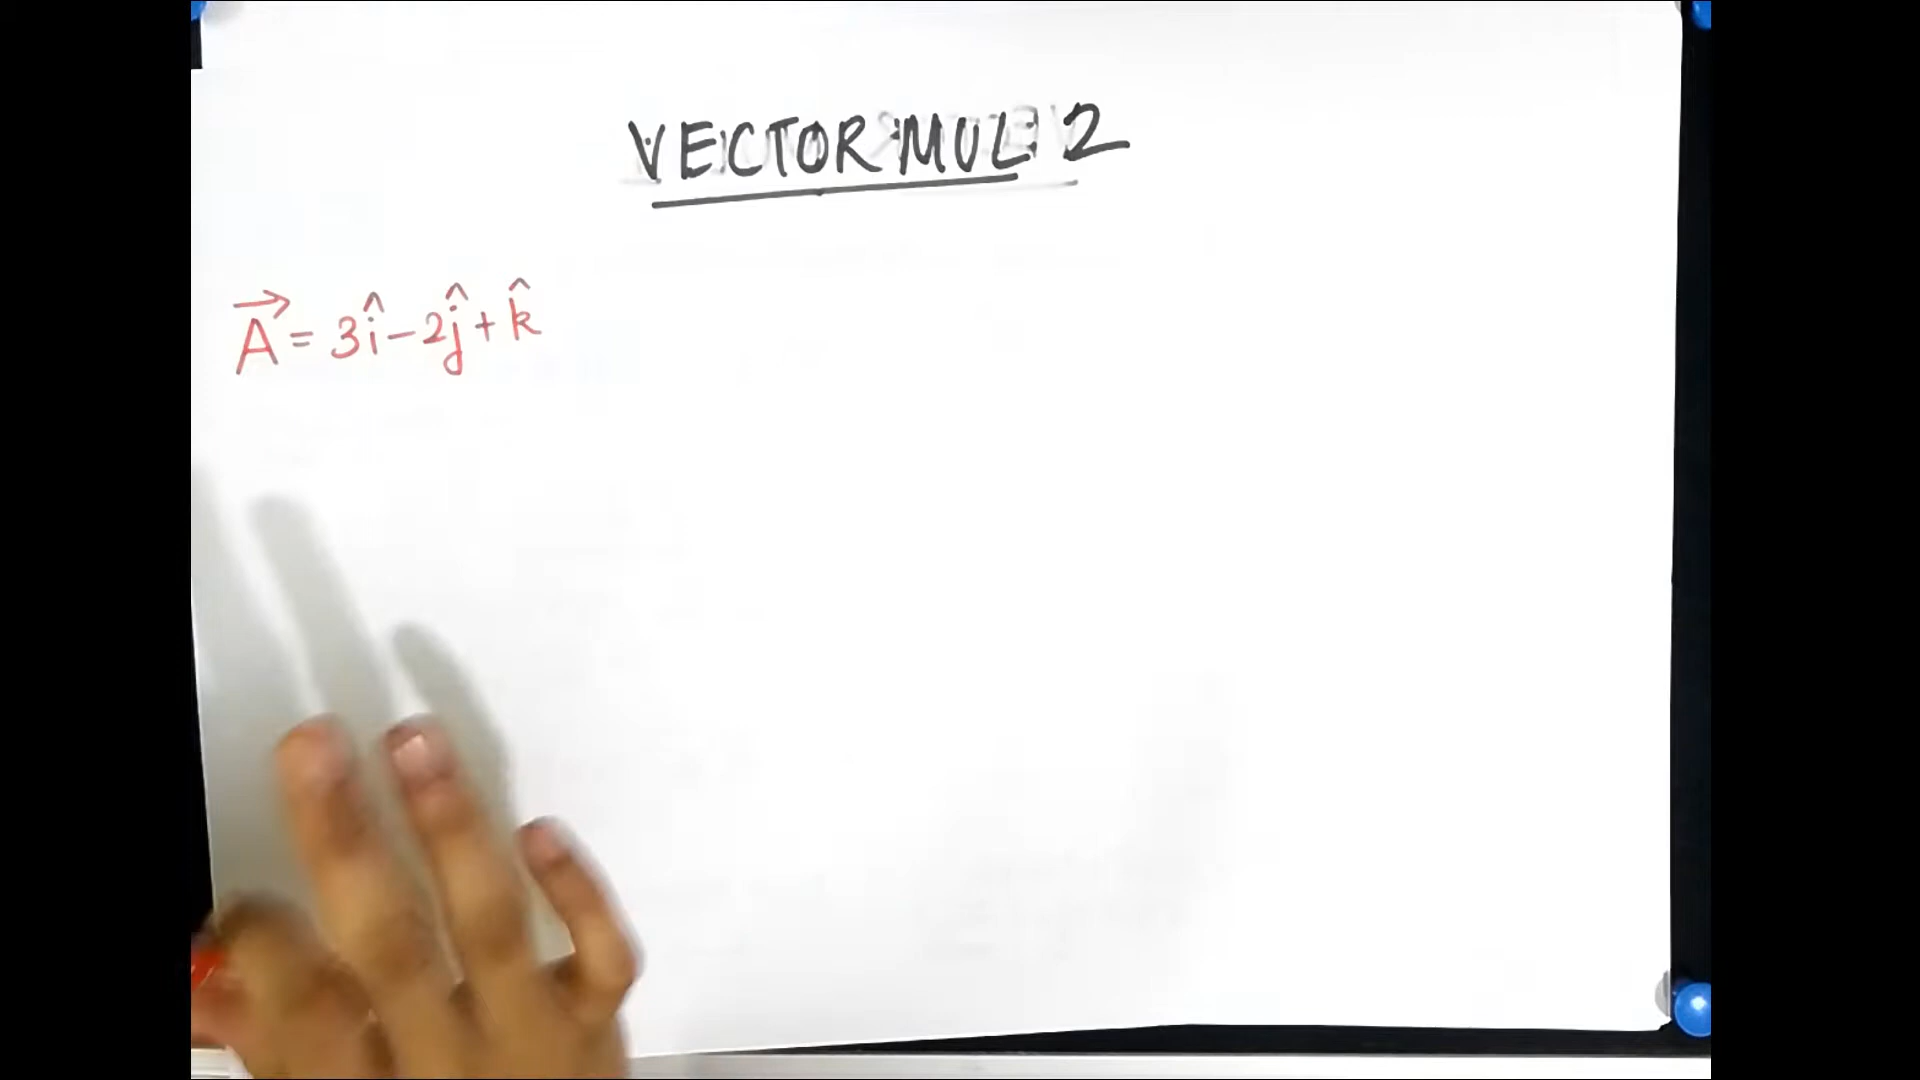 VECTOR MUL 2
A⃗ = 3î - 2ĵ + k̂